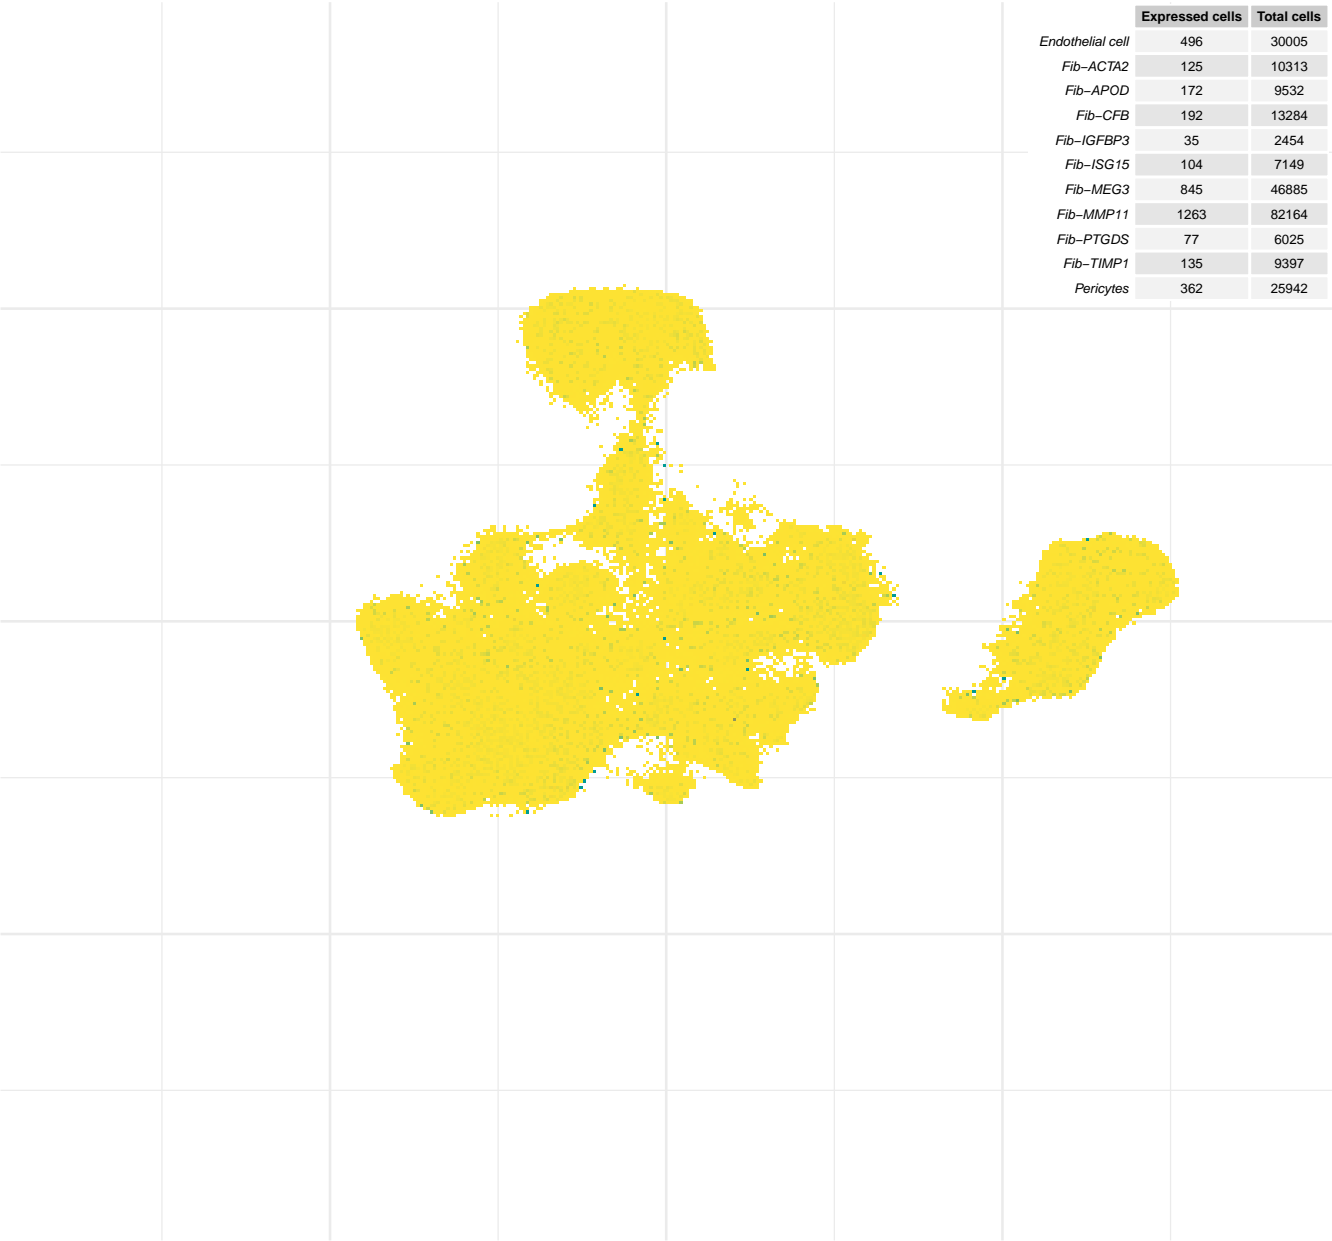 Expressed cells Total cells
Endothelial cell 496 30005
Fib−ACTA2 125 10313
Fib−APOD 172 9532
Fib−CFB 192 13284
Fib−IGFBP3 35 2454
Fib−ISG15 104 7149
Fib−MEG3 845 46885
Fib−MMP11 1263 82164
Fib−PTGDS 77 6025
Fib−TIMP1 135 9397
Pericytes 362 25942